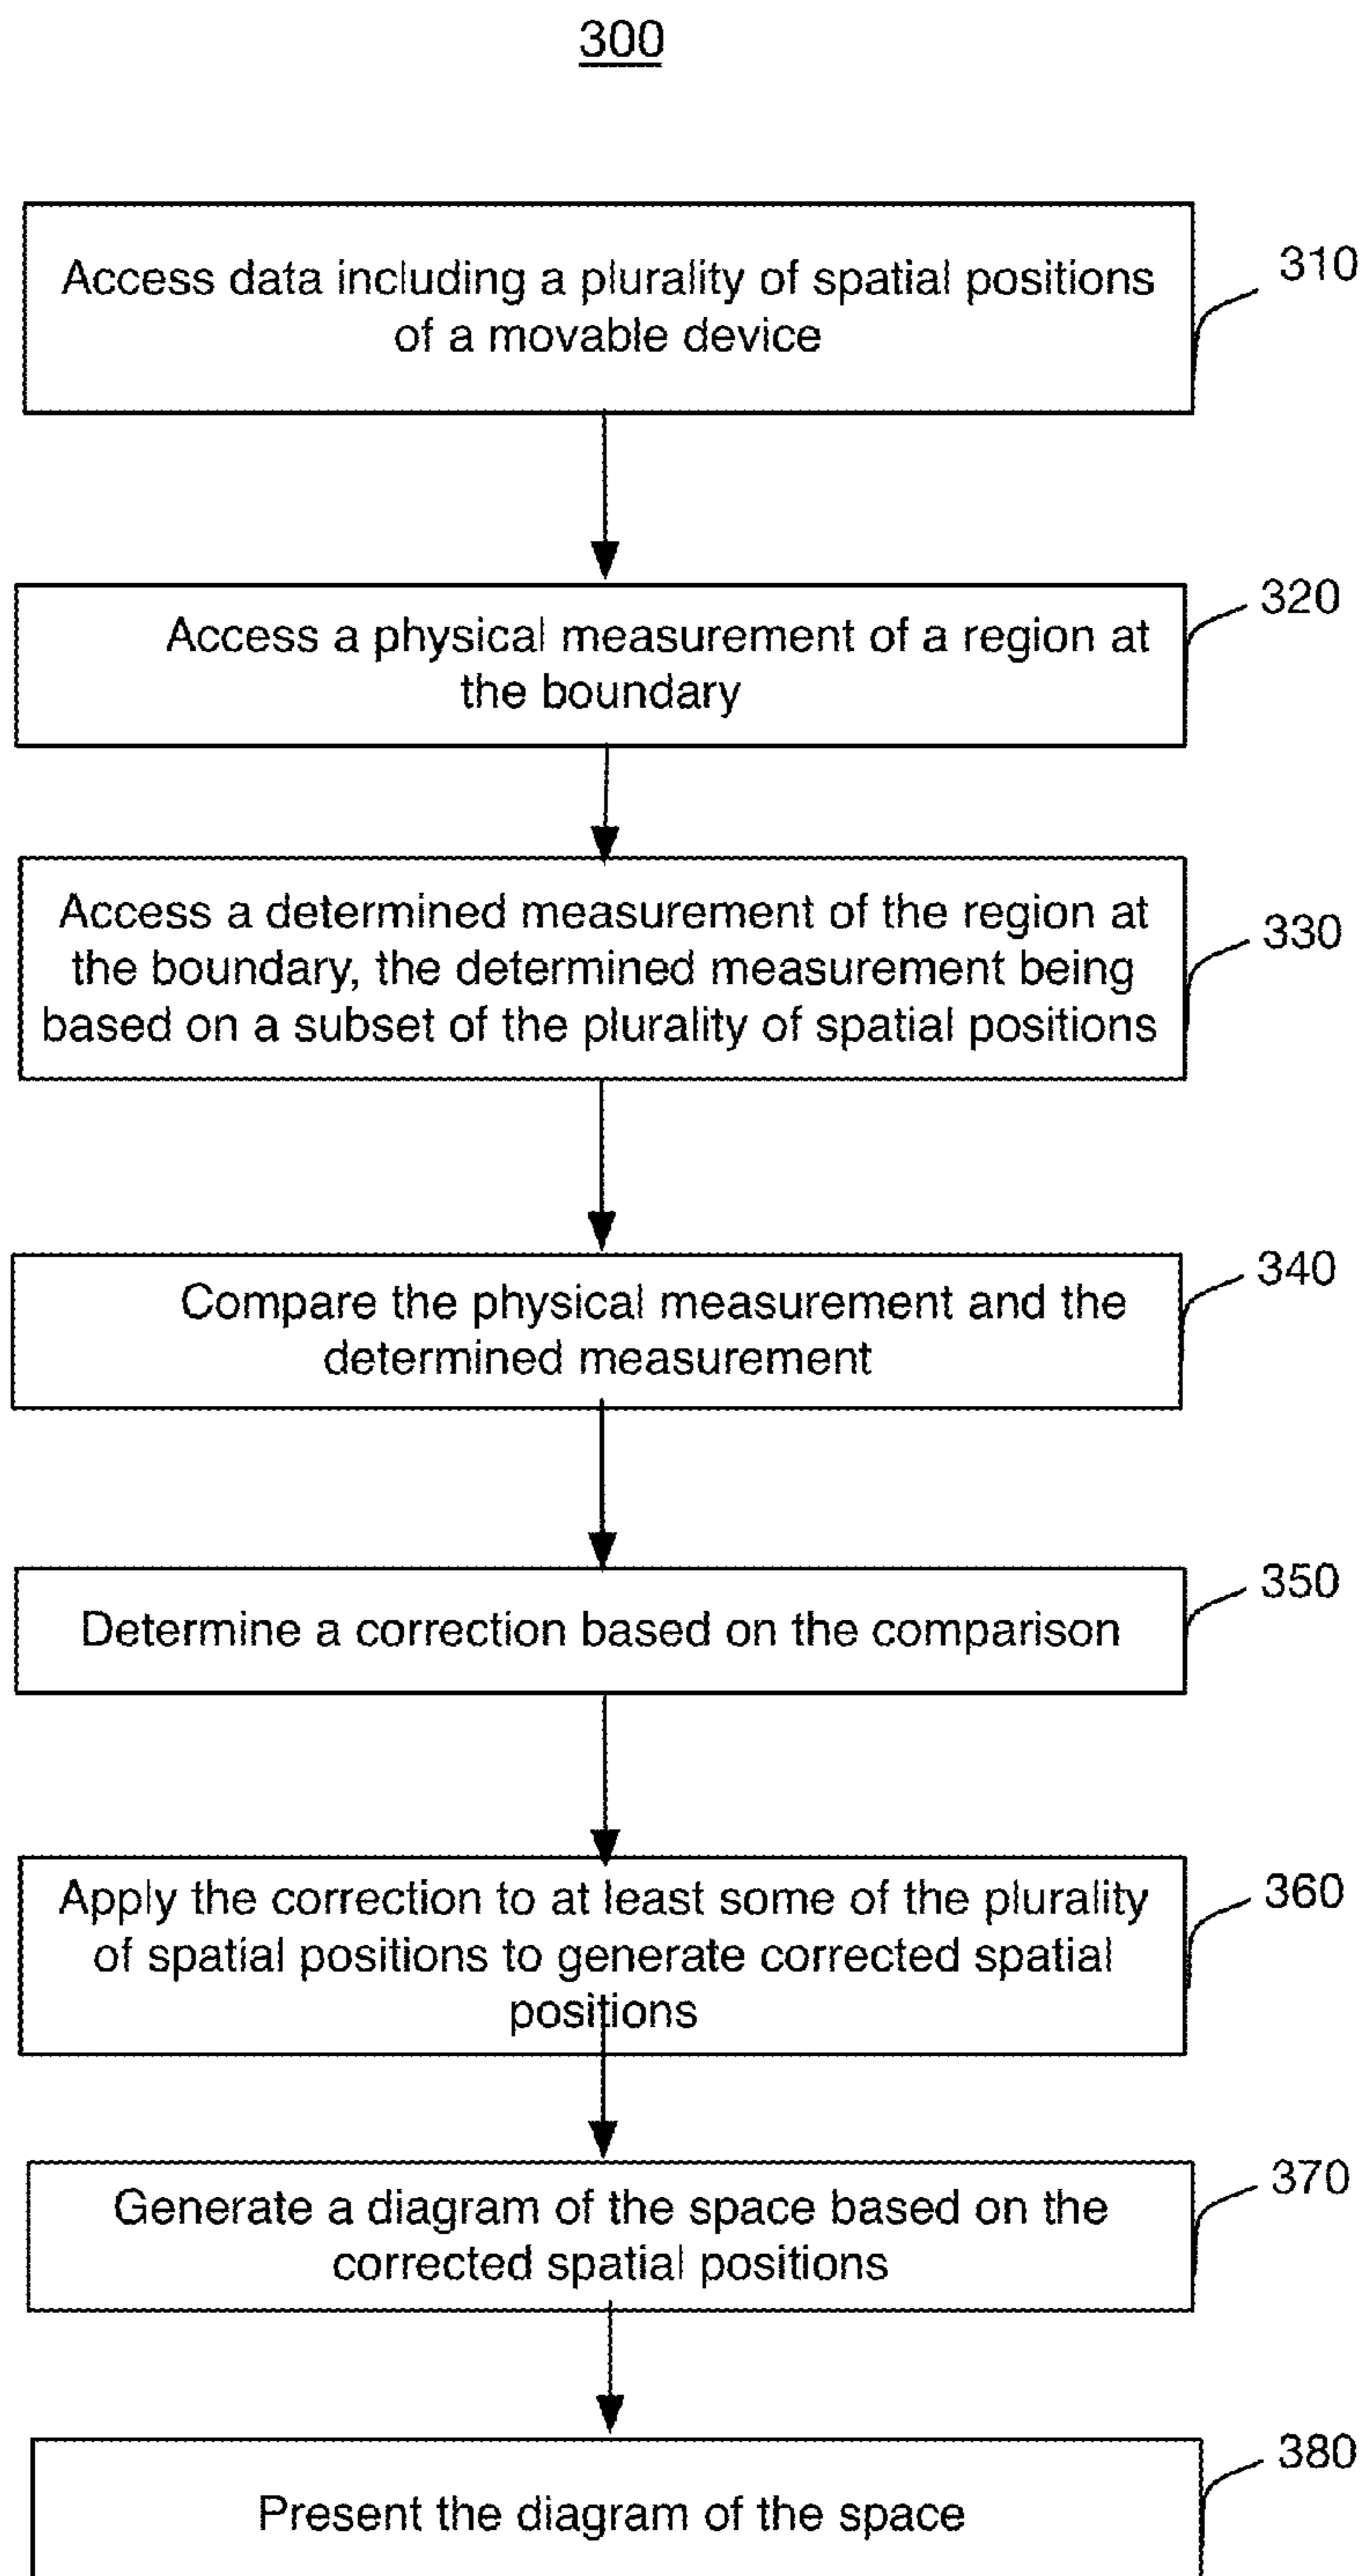 300
Access data including a plurality of spatial positions
of a movable device
310
Access a physical measurement of a region at
the boundary
320
Access a determined measurement of the region at
the boundary, the determined measurement being
based on a subset of the plurality of spatial positions
330
Compare the physical measurement and the
determined measurement
340
Determine a correction based on the comparison
350
Apply the correction to at least some of the plurality
of spatial positions to generate corrected spatial
positions
360
Generate a diagram of the space based on the
corrected spatial positions
370
Present the diagram of the space
380